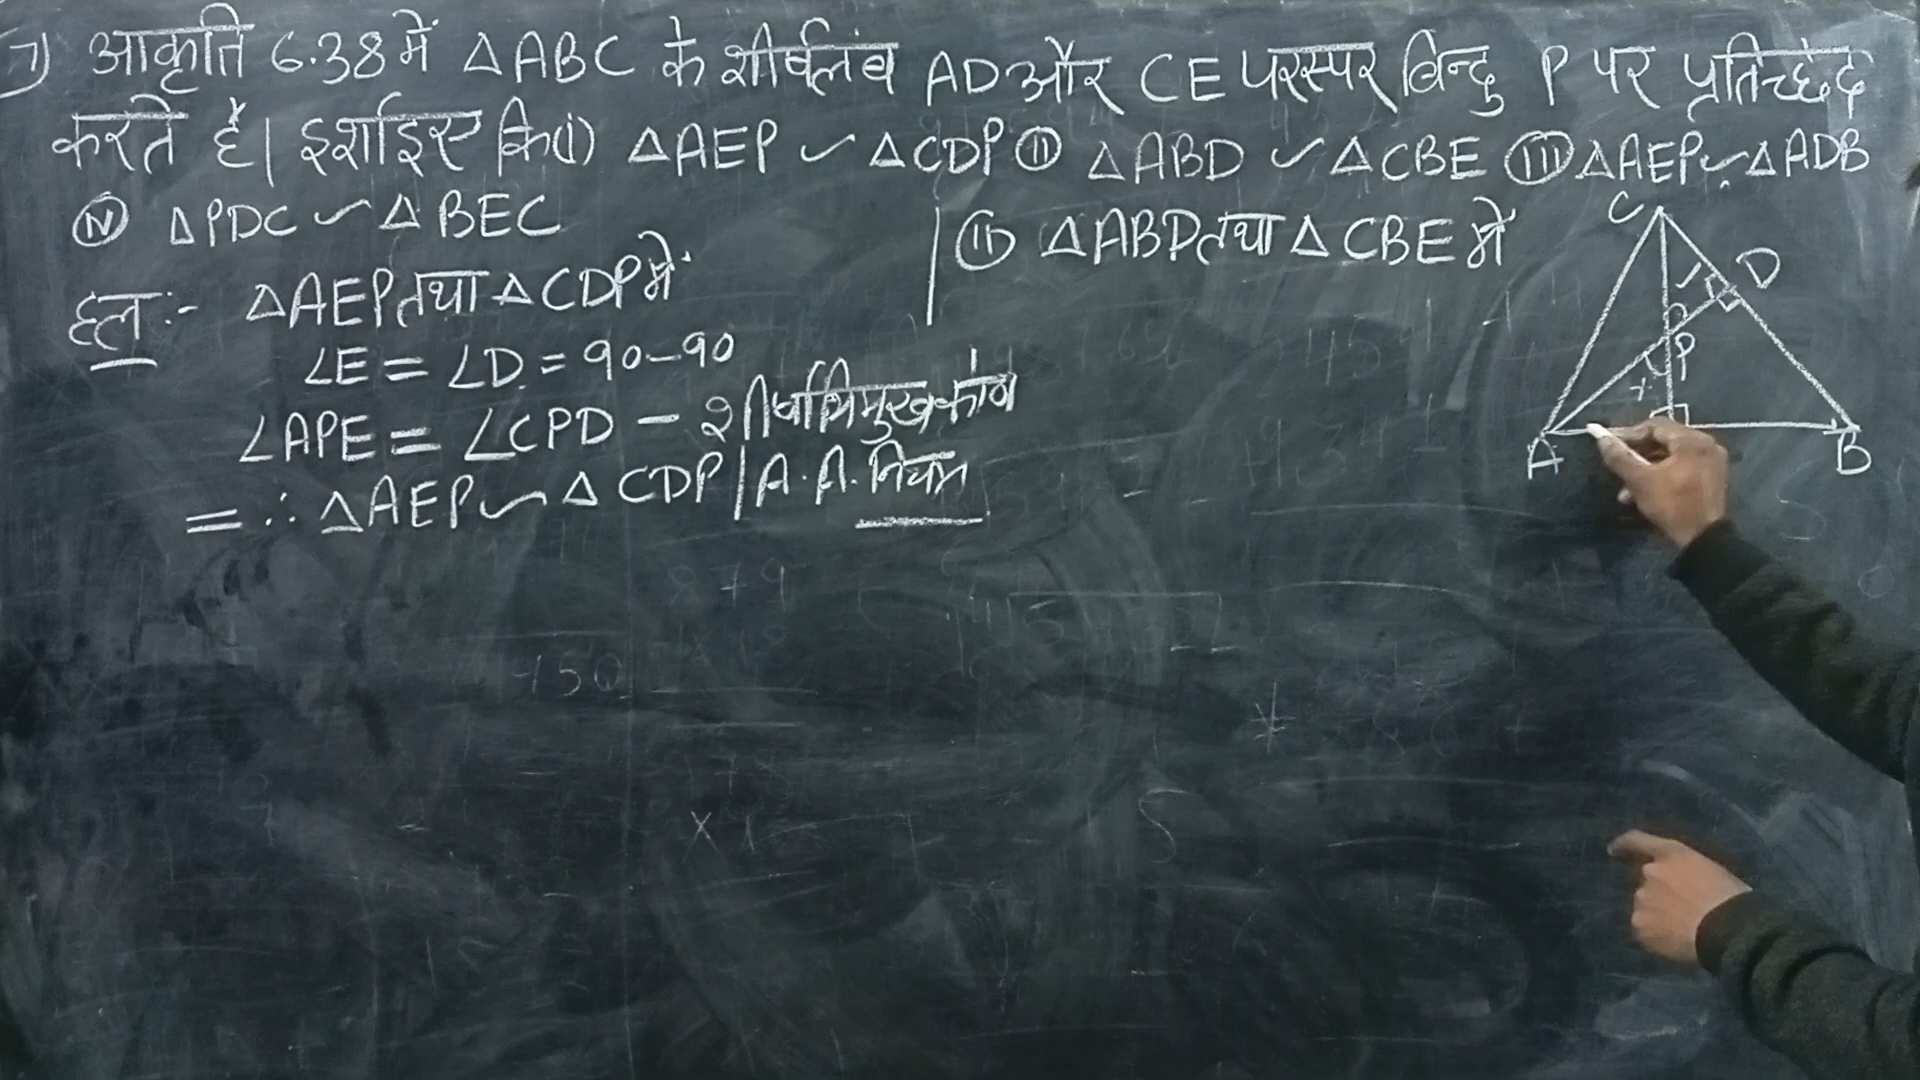 7) आकृति 6.38 में △ABC के शीर्षलंब AD और CE परस्पर बिन्दु P पर प्रतिच्छेद
करते हैं। दर्शाइए कि (i) △AEP ~ △CDP (ii) △ABD ~ △CBE (iii) △AEP ~ △ADB
(iv) △PDC ~ △BEC
हल :- △AEP तथा △CDP में
∠E = ∠D = 90-90
∠APE = ∠CPD - शीर्षाभिमुख कोण
= ∴ △AEP ~ △CDP | A.A. नियम
(ii) △ABD तथा △CBE में
C
D
P
A
B